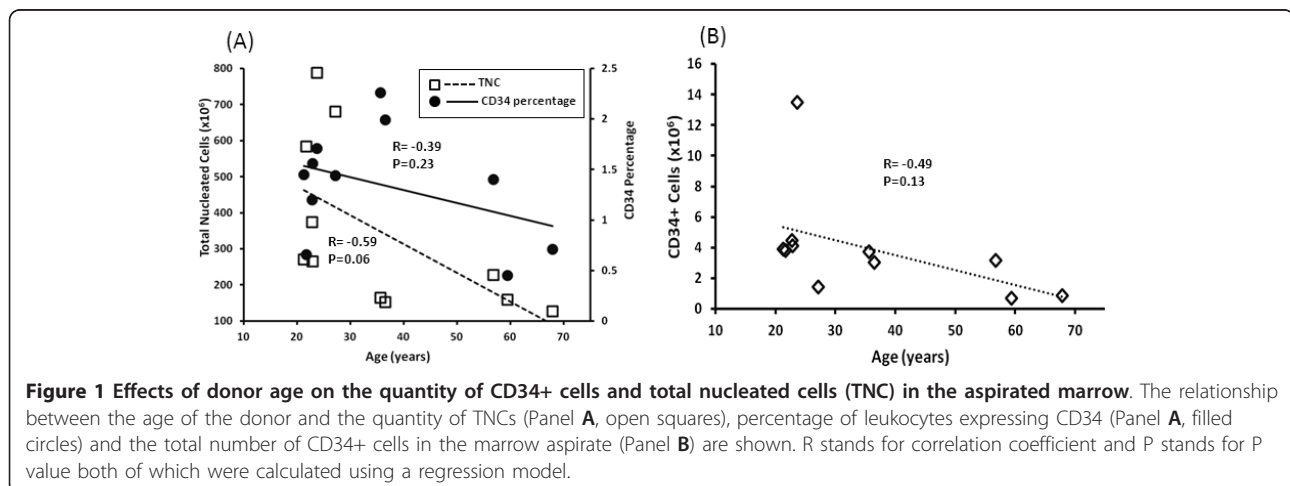 (A)
(B)
800
700
600
500
400
300
200
100
Total Nucleated Cells (x10⁶)
10 20 30 40 50 60 70
Age (years)
2.5
2
1.5
1
0.5
0
CD34 Percentage
TNC
CD34 percentage
R= -0.39
P=0.23
R= -0.59
P=0.06
16
14
12
10
8
6
4
2
0
CD34+ Cells (x10⁶)
R= -0.49
P=0.13
10 20 30 40 50 60 70
Age (years)
Figure 1 Effects of donor age on the quantity of CD34+ cells and total nucleated cells (TNC) in the aspirated marrow. The relationship
between the age of the donor and the quantity of TNCs (Panel A, open squares), percentage of leukocytes expressing CD34 (Panel A, filled
circles) and the total number of CD34+ cells in the marrow aspirate (Panel B) are shown. R stands for correlation coefficient and P stands for P
value both of which were calculated using a regression model.